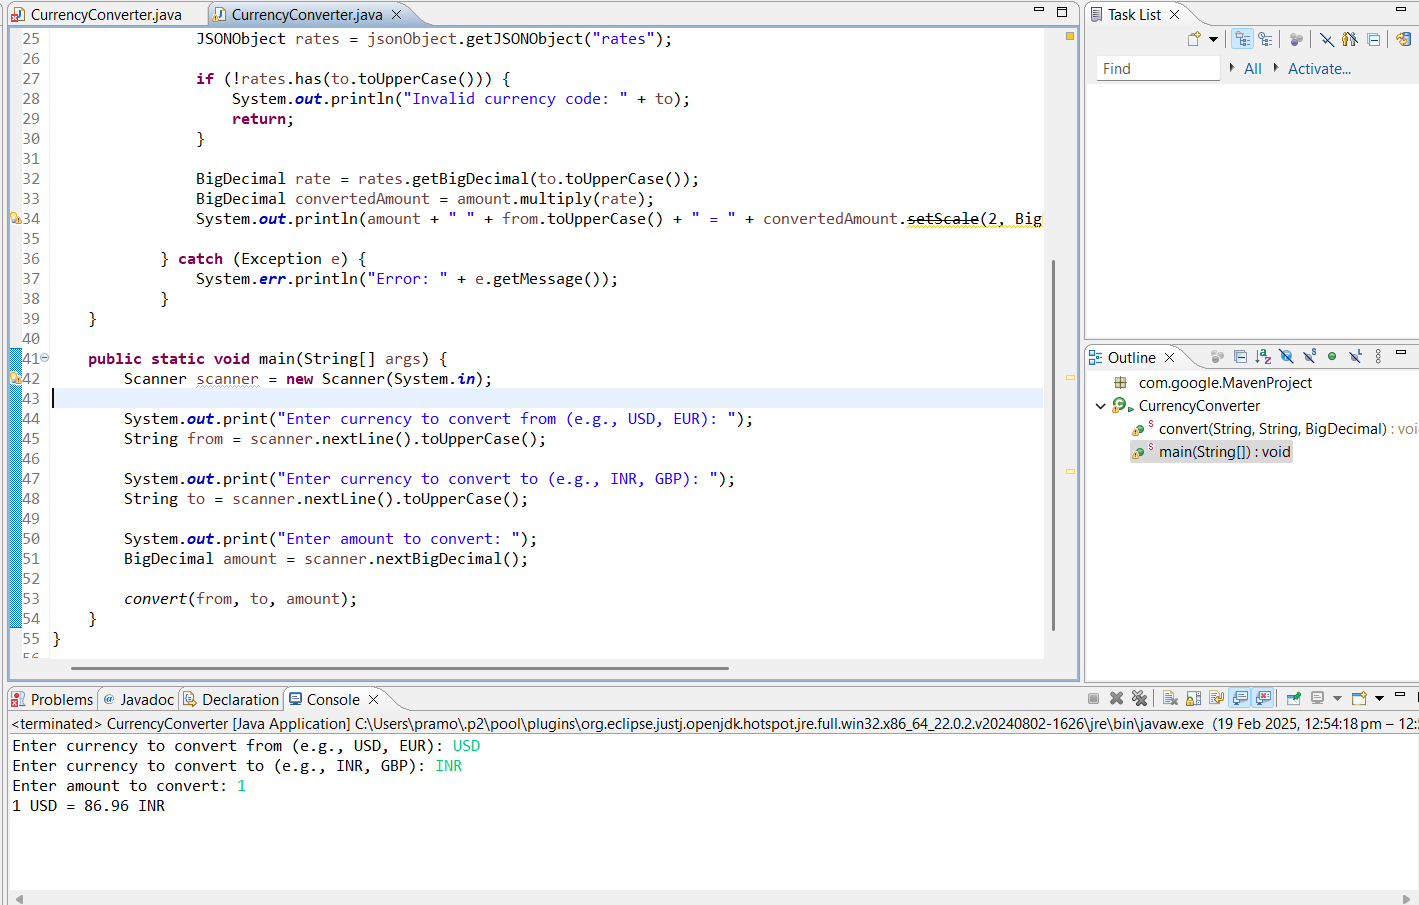 CurrencyConverter.java
CurrencyConverter.java
25 JSONObject rates = jsonObject.getJSONObject("rates");
26
27 if (!rates.has(to.toUpperCase())) {
28 System.out.println("Invalid currency code: " + to);
29 return;
30 }
31
32 BigDecimal rate = rates.getBigDecimal(to.toUpperCase());
33 BigDecimal convertedAmount = amount.multiply(rate);
34 System.out.println(amount + " " + from.toUpperCase() + " = " + convertedAmount.setScale(2, Big
35
36 } catch (Exception e) {
37 System.err.println("Error: " + e.getMessage());
38 }
39 }
40
41 public static void main(String[] args) {
42 Scanner scanner = new Scanner(System.in);
43
44 System.out.print("Enter currency to convert from (e.g., USD, EUR): ");
45 String from = scanner.nextLine().toUpperCase();
46
47 System.out.print("Enter currency to convert to (e.g., INR, GBP): ");
48 String to = scanner.nextLine().toUpperCase();
49
50 System.out.print("Enter amount to convert: ");
51 BigDecimal amount = scanner.nextBigDecimal();
52
53 convert(from, to, amount);
54 }
55 }
56
Task List
Find
All
Activate...
Outline
com.google.MavenProject
CurrencyConverter
convert(String, String, BigDecimal) : voi
main(String[]) : void
Problems
@ Javadoc
Declaration
Console
<terminated> CurrencyConverter [Java Application] C:\Users\pramo\.p2\pool\plugins\org.eclipse.justj.openjdk.hotspot.jre.full.win32.x86_64_22.0.2.v20240802-1626\jre\bin\javaw.exe (19 Feb 2025, 12:54:18 pm – 12:5
Enter currency to convert from (e.g., USD, EUR): USD
Enter currency to convert to (e.g., INR, GBP): INR
Enter amount to convert: 1
1 USD = 86.96 INR